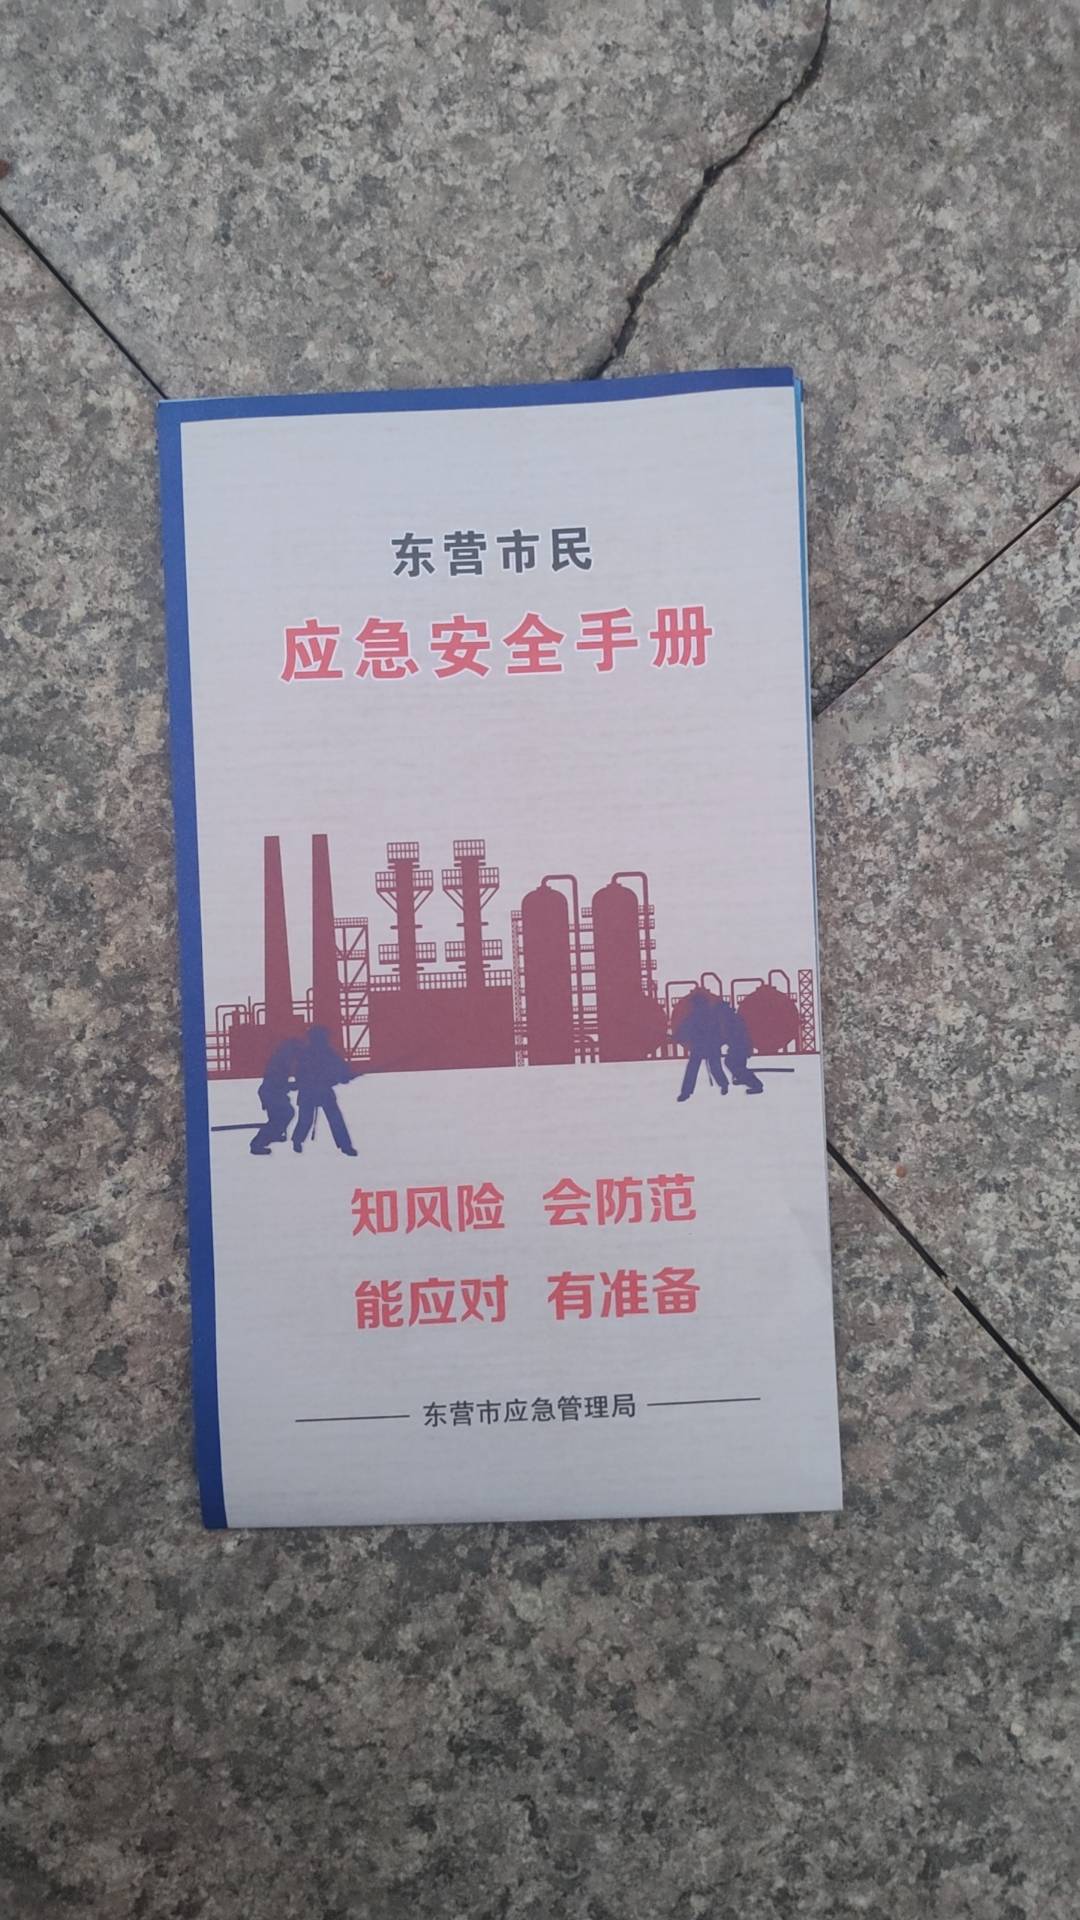 东营市民
应急安全手册
知风险 会防范
能应对 有准备
东营市应急管理局